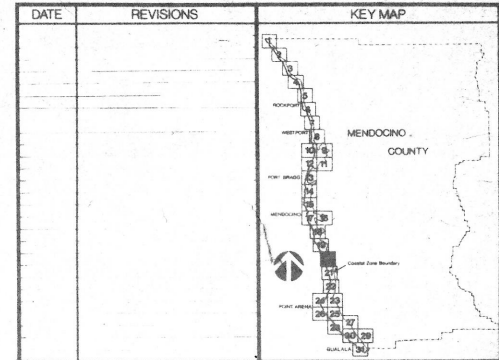 DATE REVISIONS KEY MAP
1
2
3
4
5
ROCKPORT 6
7
WESTPORT 8
MENDOCINO
COUNTY
10 9
12 11
FORT BRAGG 13
14
15
MENDOCINO 17
18
19
Coastal Zone Boundary
21
22
POINT ARENA 24 23
26 25
27
28
30 29
GUALALA 31